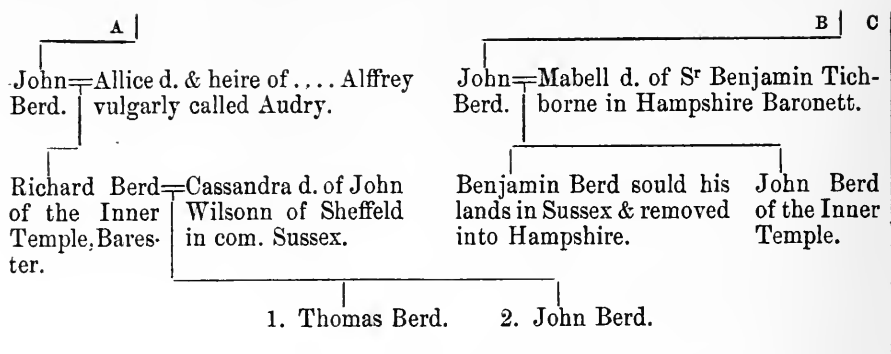 A B C
John=Allice d. & heire of .... Alffrey
Berd. vulgarly called Audry.
John=Mabell d. of Sʳ Benjamin Tich-
Berd. borne in Hampshire Baronett.
Richard Berd=Cassandra d. of John
of the Inner Wilsonn of Sheffeld
Temple, Bares- in com. Sussex.
ter.
Benjamin Berd sould his
lands in Sussex & removed
into Hampshire.
John Berd
of the Inner
Temple.
1. Thomas Berd. 2. John Berd.